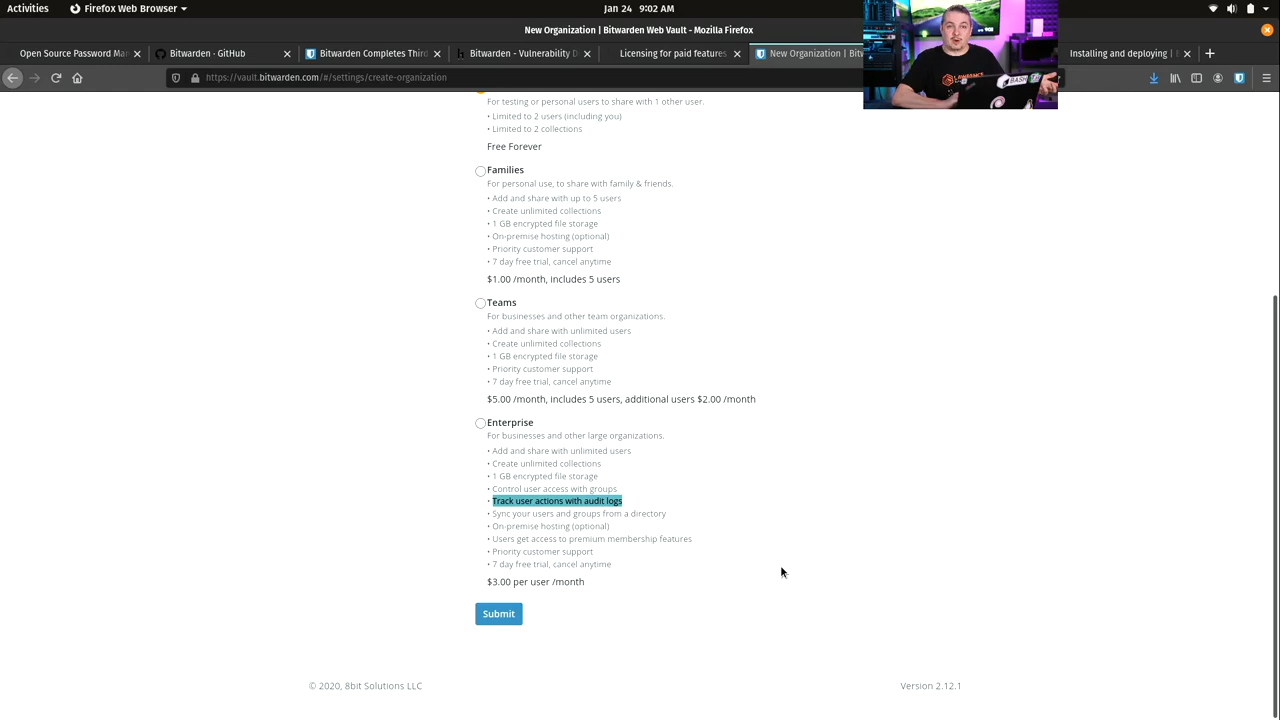 Activities
Firefox Web Browser
Jan 24 9:02 AM
New Organization | Bitwarden Web Vault - Mozilla Firefox
Open Source Password Man
bitwarden
GitHub
Completes Third
Bitwarden - Vulnerability D
Licensing for paid features
New Organization | Bitw
Installing and deploying
https://vault.bitwarden.com/#/settings/create-organization
BASH
For testing or personal users to share with 1 other user.
• Limited to 2 users (including you)
• Limited to 2 collections
Free Forever
Families
For personal use, to share with family & friends.
• Add and share with up to 5 users
• Create unlimited collections
• 1 GB encrypted file storage
• On-premise hosting (optional)
• Priority customer support
• 7 day free trial, cancel anytime
$1.00 /month, includes 5 users
Teams
For businesses and other team organizations.
• Add and share with unlimited users
• Create unlimited collections
• 1 GB encrypted file storage
• Priority customer support
• 7 day free trial, cancel anytime
$5.00 /month, includes 5 users, additional users $2.00 /month
Enterprise
For businesses and other large organizations.
• Add and share with unlimited users
• Create unlimited collections
• 1 GB encrypted file storage
• Control user access with groups
• Track user actions with audit logs
• Sync your users and groups from a directory
• On-premise hosting (optional)
• Users get access to premium membership features
• Priority customer support
• 7 day free trial, cancel anytime
$3.00 per user /month
Submit
© 2020, 8bit Solutions LLC
Version 2.12.1